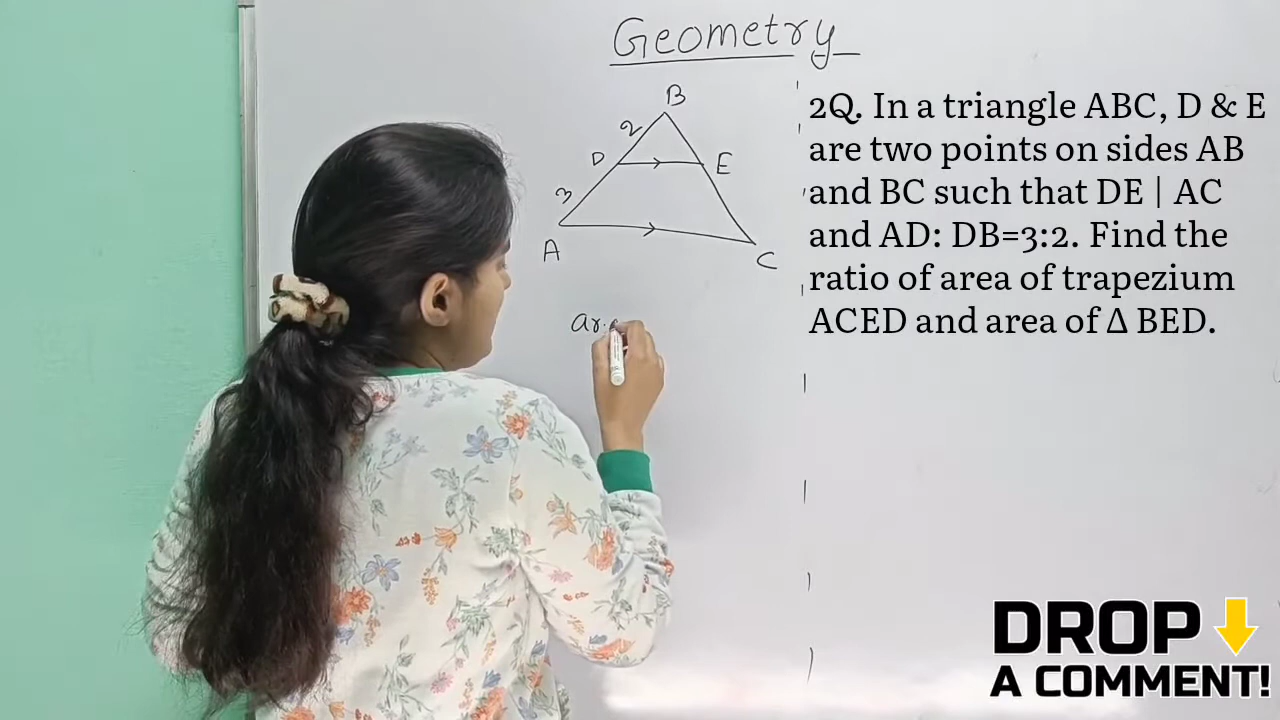 Geometry
B
2
D
E
3
A
C
ar.
2Q. In a triangle ABC, D & E
are two points on sides AB
and BC such that DE | AC
and AD: DB=3:2. Find the
ratio of area of trapezium
ACED and area of Δ BED.
DROP
A COMMENT!